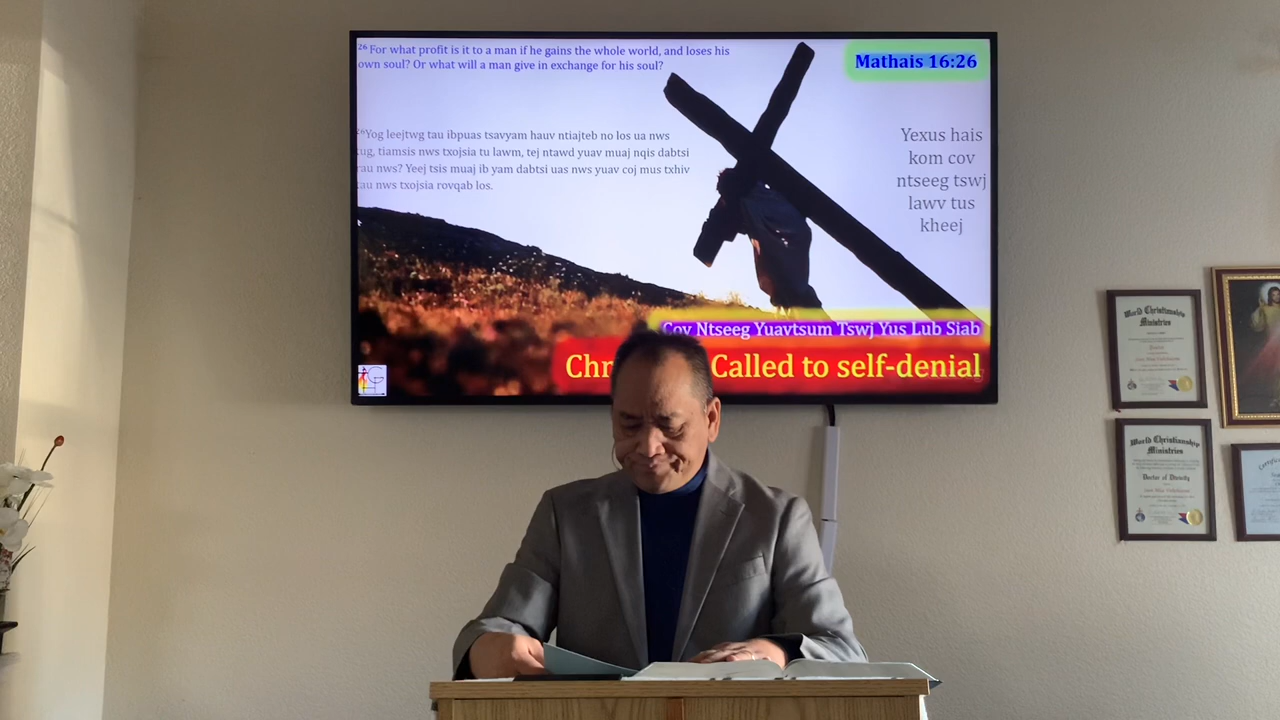 26 For what profit is it to a man if he gains the whole world, and loses his
own soul? Or what will a man give in exchange for his soul?
Mathais 16:26
Yog leejtwg tau ibpuas tsavyam hauv ntiajteb no los ua nws
tug, tiamsis nws txojsia tu lawm, tej ntawd yuav muaj nqis dabtsi
rau nws? Yeej tsis muaj ib yam dabtsi uas nws yuav coj mus txhiv
tau nws txojsia rovqab los.
Yexus hais
kom cov
ntseeg tswj
lawv tus
kheej
Cov Ntseeg Yuavtsum Tswj Yus Lub Siab
Called to self-denial
World Christianship
Ministries
World Christianship
Ministries
Doctor of Divinity